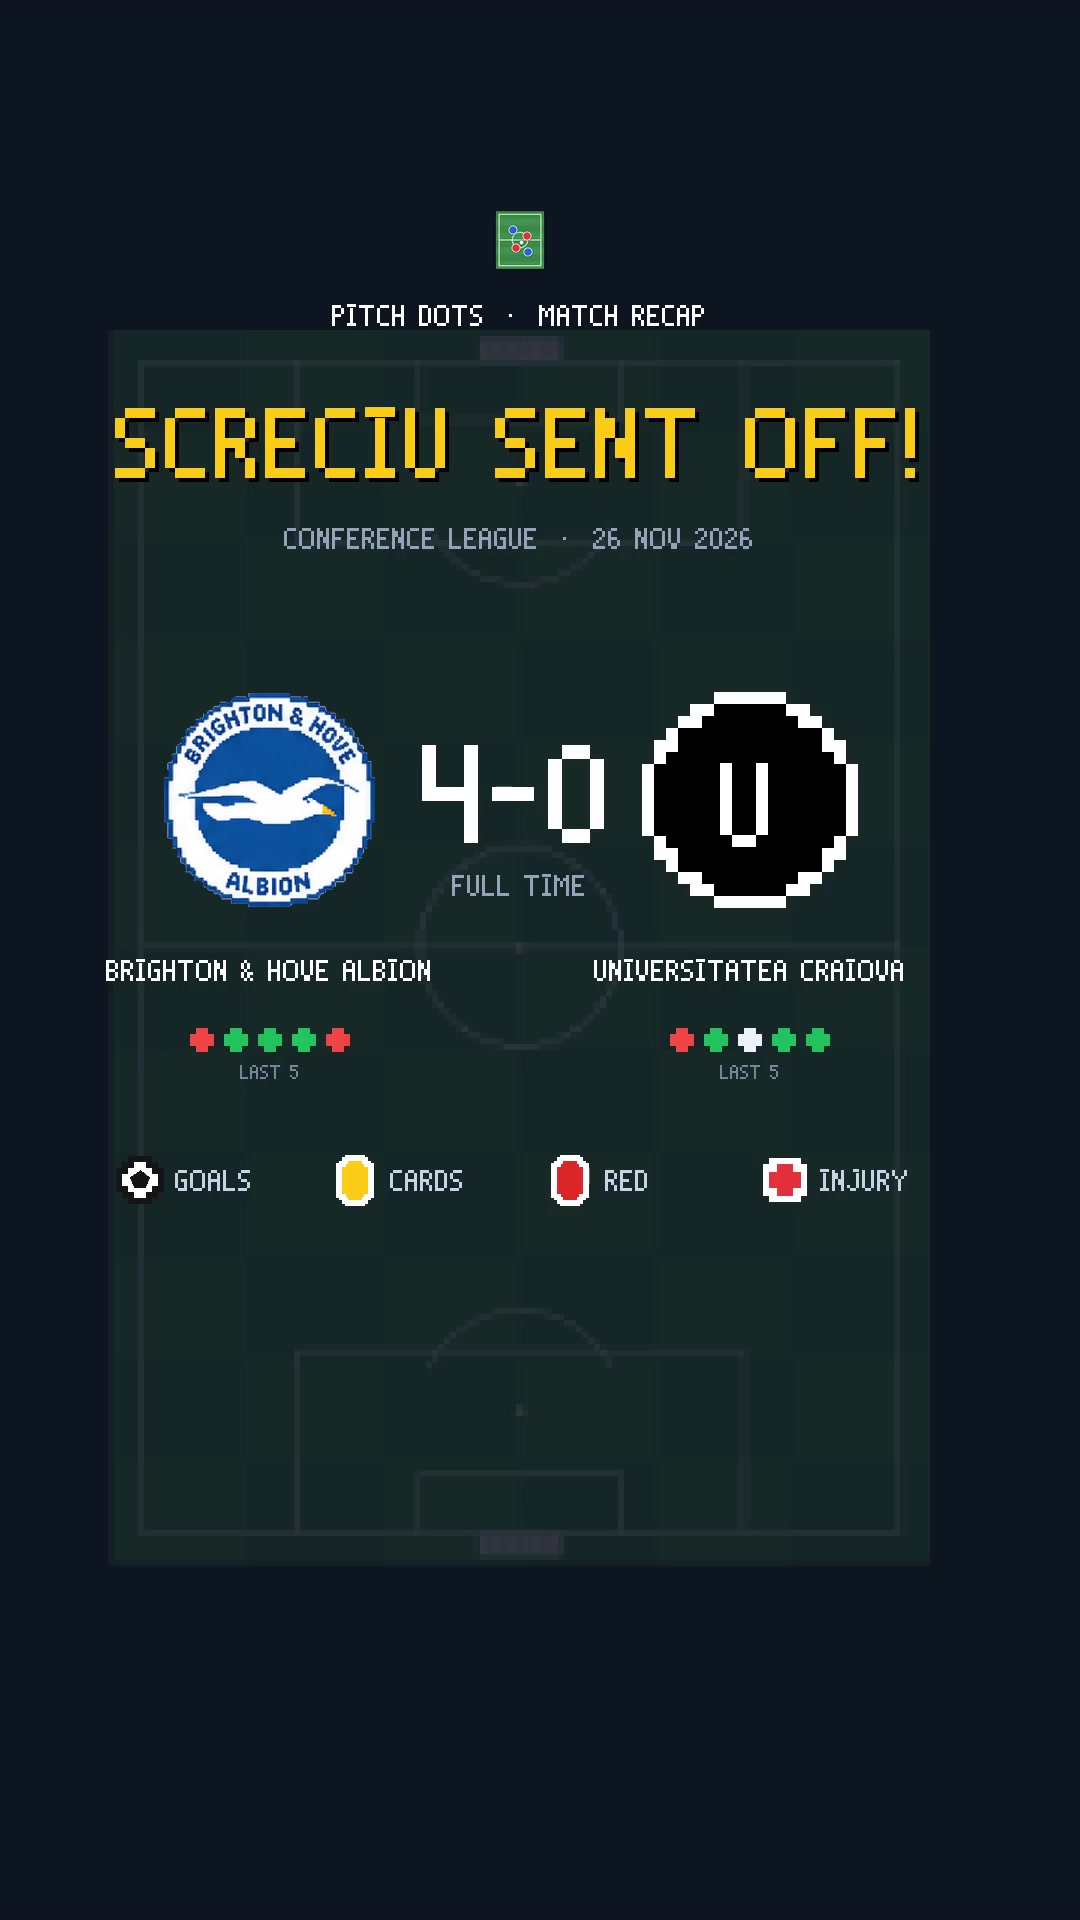 PITCH DOTS · MATCH RECAP
SCRECIU SENT OFF!
CONFERENCE LEAGUE · 26 NOV 2026
BRIGHTON & HOVE
ALBION
4-0
U
FULL TIME
BRIGHTON & HOVE ALBION
UNIVERSITATEA CRAIOVA
LAST 5
LAST 5
GOALS
CARDS
RED
INJURY